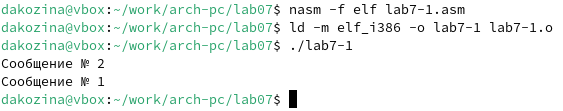 dakozina@vbox:~/work/arch-pc/lab07$ nasm -f elf lab7-1.asm
dakozina@vbox:~/work/arch-pc/lab07$ ld -m elf_i386 -o lab7-1 lab7-1.o
dakozina@vbox:~/work/arch-pc/lab07$ ./lab7-1
Сообщение № 2
Сообщение № 1
dakozina@vbox:~/work/arch-pc/lab07$